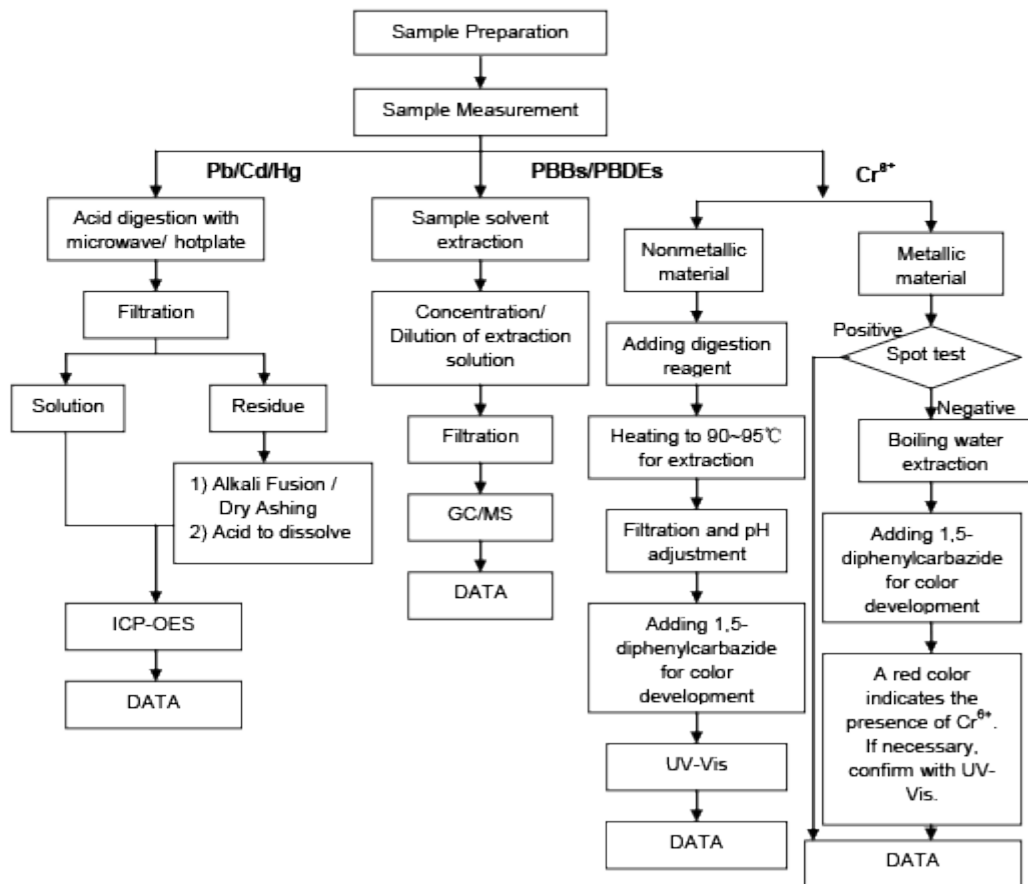 Sample Preparation
Sample Measurement
Pb/Cd/Hg
PBBs/PBDEs
Cr⁶⁺
Acid digestion with
microwave/ hotplate
Filtration
Solution
Residue
1) Alkali Fusion /
Dry Ashing
2) Acid to dissolve
ICP-OES
DATA
Sample solvent
extraction
Concentration/
Dilution of extraction
solution
Filtration
GC/MS
DATA
Nonmetallic
material
Adding digestion
reagent
Heating to 90~95℃
for extraction
Filtration and pH
adjustment
Adding 1,5-
diphenylcarbazide
for color
development
UV-Vis
DATA
Metallic
material
Positive
Spot test
Negative
Boiling water
extraction
Adding 1,5-
diphenylcarbazide
for color
development
A red color
indicates the
presence of Cr⁶⁺.
If necessary,
confirm with UV-
Vis.
DATA